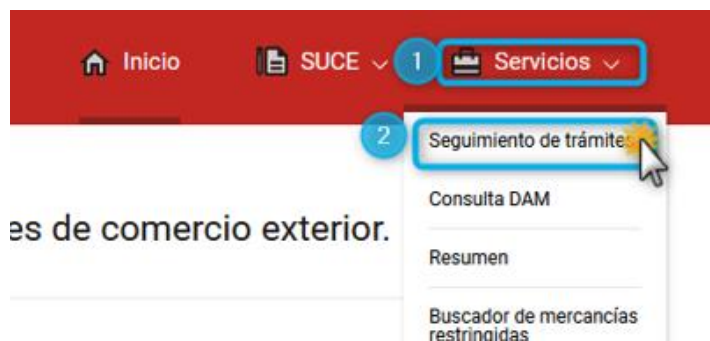 Inicio SUCE 1 Servicios
2 Seguimiento de trámites
Consulta DAM
es de comercio exterior.
Resumen
Buscador de mercancías
restringidas